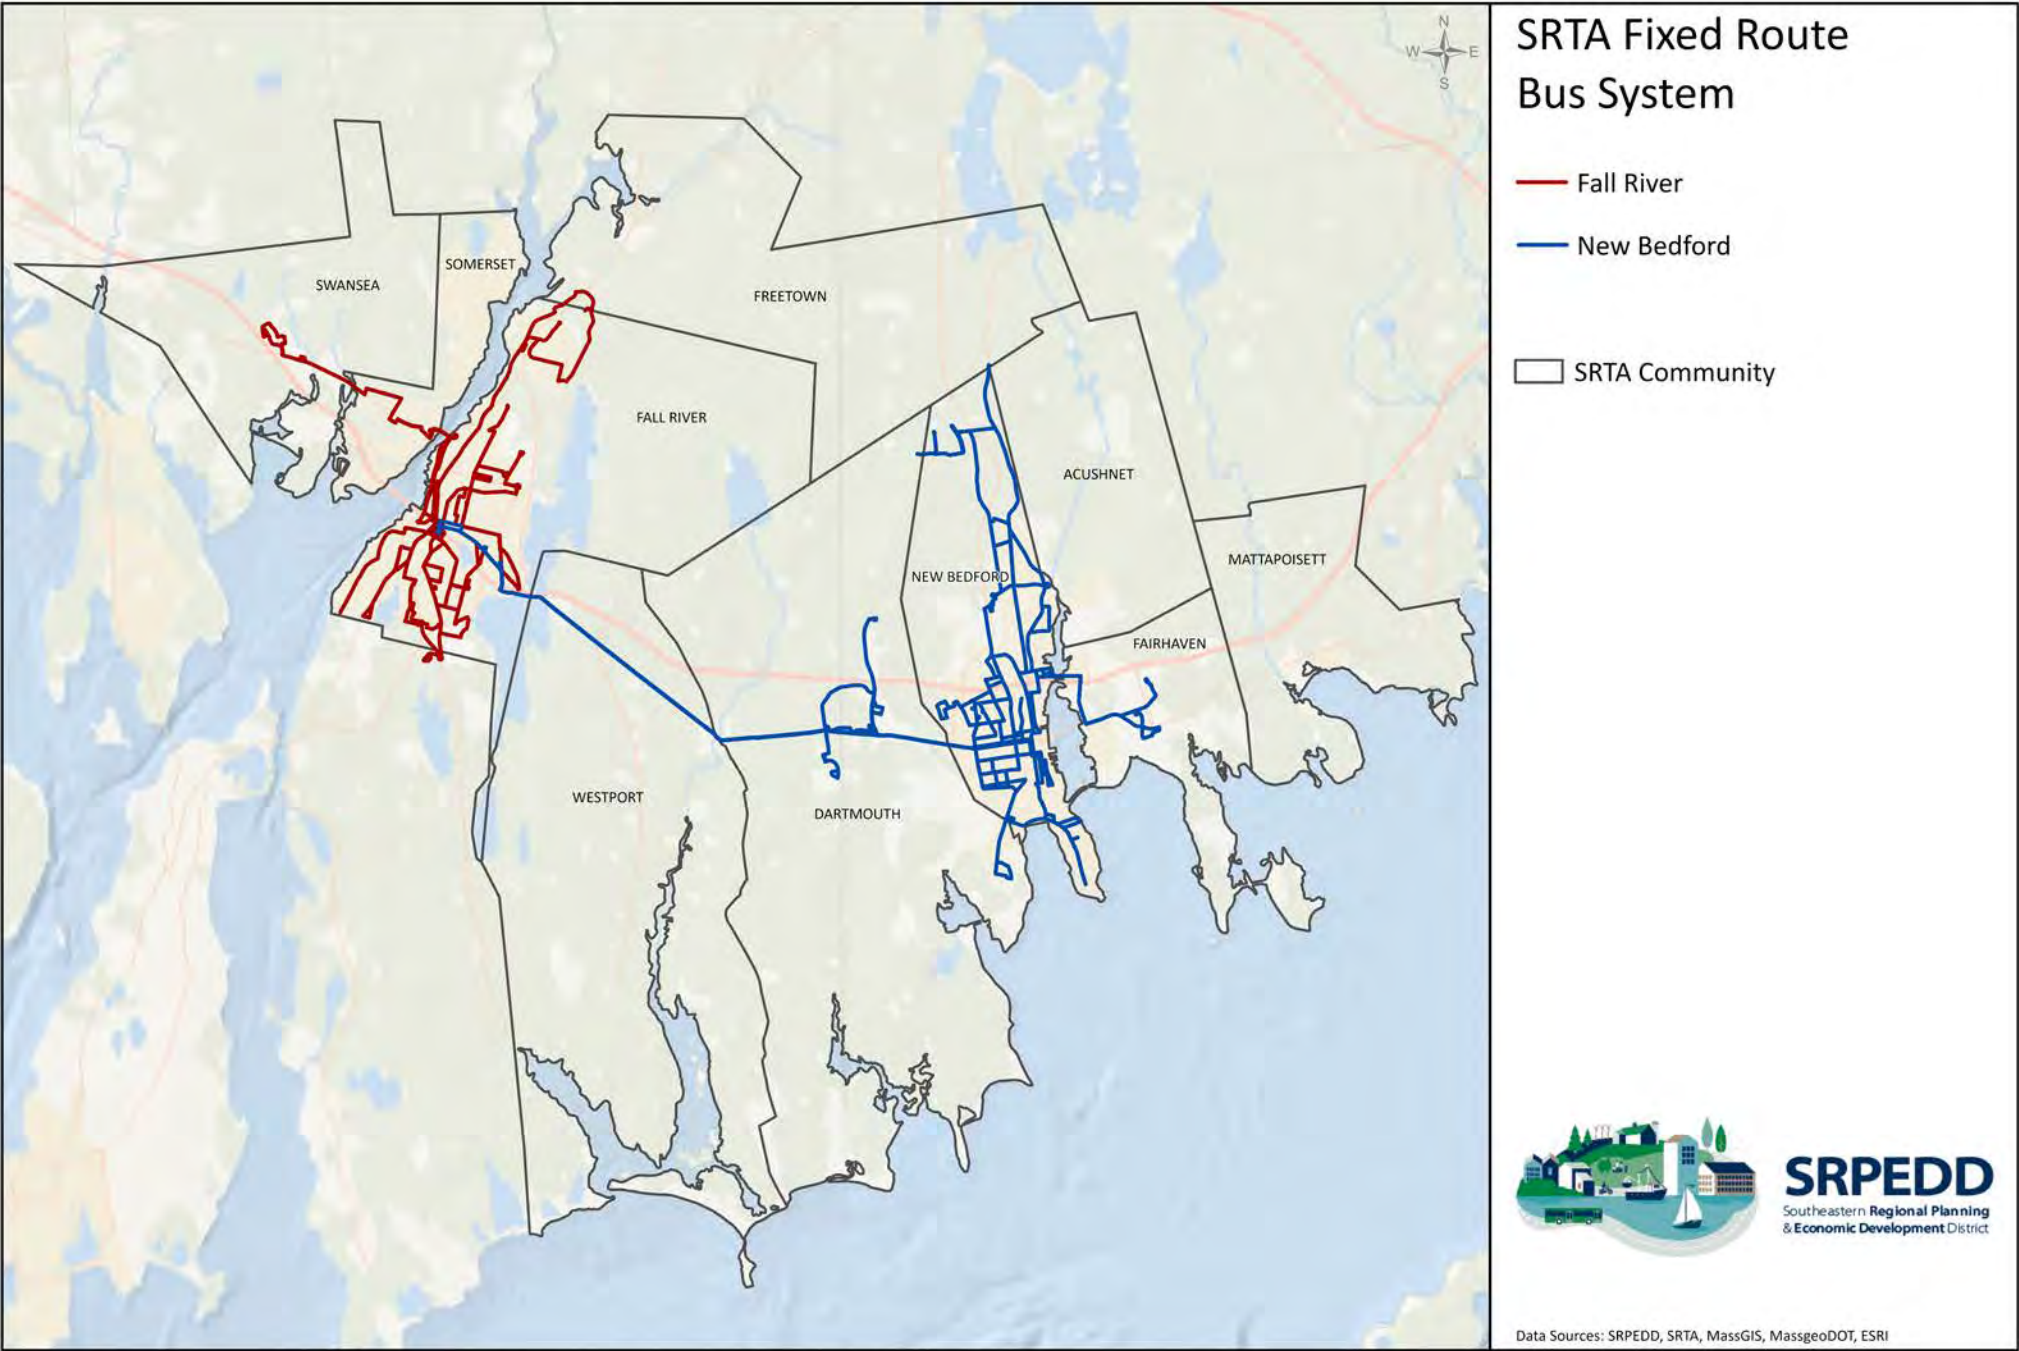 SRTA Fixed Route
Bus System
Fall River
New Bedford
SRTA Community
N
W
E
S
SWANSEA
SOMERSET
FREETOWN
FALL RIVER
ACUSHNET
MATTAPOISETT
NEW BEDFORD
FAIRHAVEN
WESTPORT
DARTMOUTH
SRPEDD
Southeastern Regional Planning
& Economic Development District
Data Sources: SRPEDD, SRTA, MassGIS, MassgeoDOT, ESRI